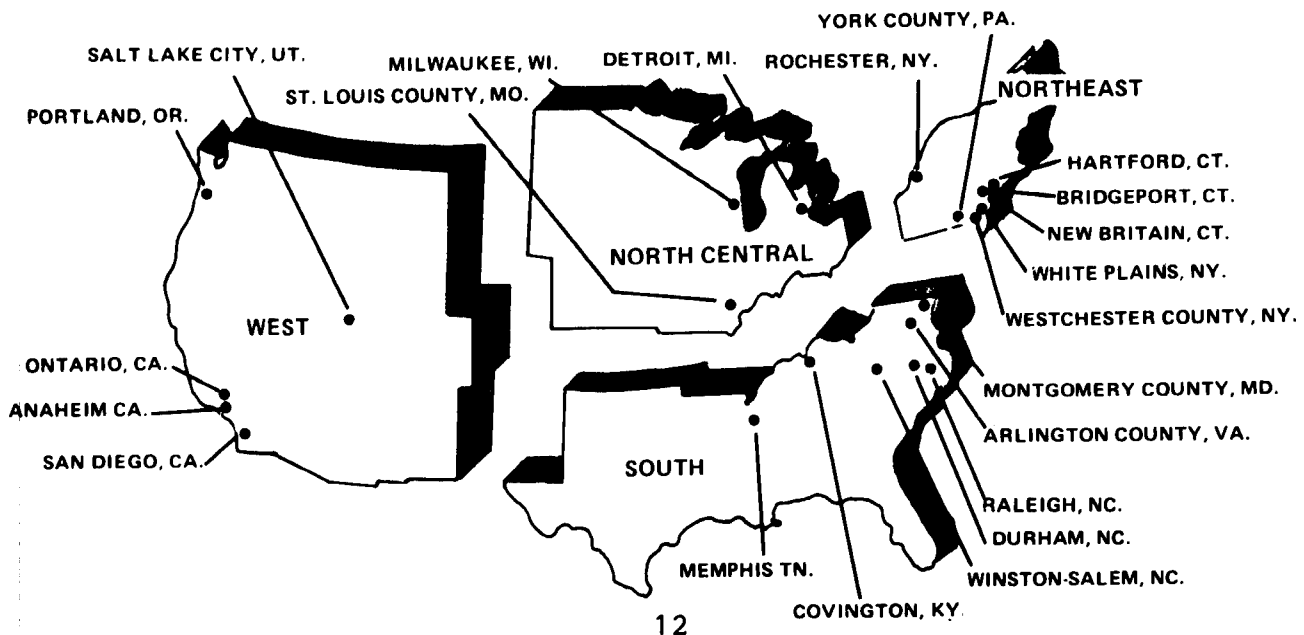 YORK COUNTY, PA.
SALT LAKE CITY, UT.
MILWAUKEE, WI.
DETROIT, MI.
ROCHESTER, NY.
ST. LOUIS COUNTY, MO.
NORTHEAST
PORTLAND, OR.
HARTFORD, CT.
BRIDGEPORT, CT.
NEW BRITAIN, CT.
NORTH CENTRAL
WHITE PLAINS, NY.
WEST
WESTCHESTER COUNTY, NY.
ONTARIO, CA.
MONTGOMERY COUNTY, MD.
ANAHEIM CA.
ARLINGTON COUNTY, VA.
SAN DIEGO, CA.
SOUTH
RALEIGH, NC.
DURHAM, NC.
MEMPHIS TN.
WINSTON-SALEM, NC.
COVINGTON, KY.
12